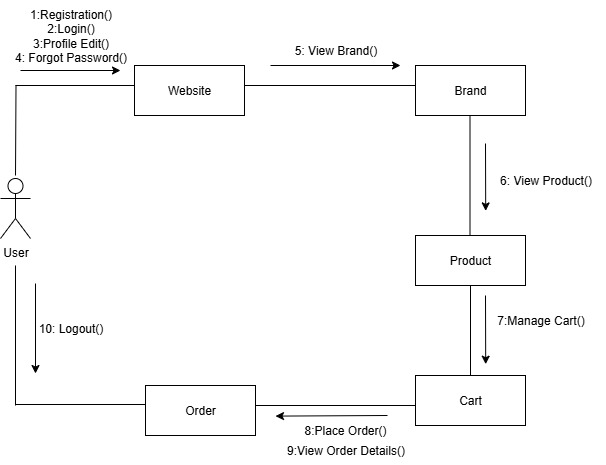 1:Registration()
2:Login()
3:Profile Edit()
4: Forgot Password()
5: View Brand()
Website
Brand
6: View Product()
User
Product
10: Logout()
7:Manage Cart()
Order
Cart
8:Place Order()
9:View Order Details()